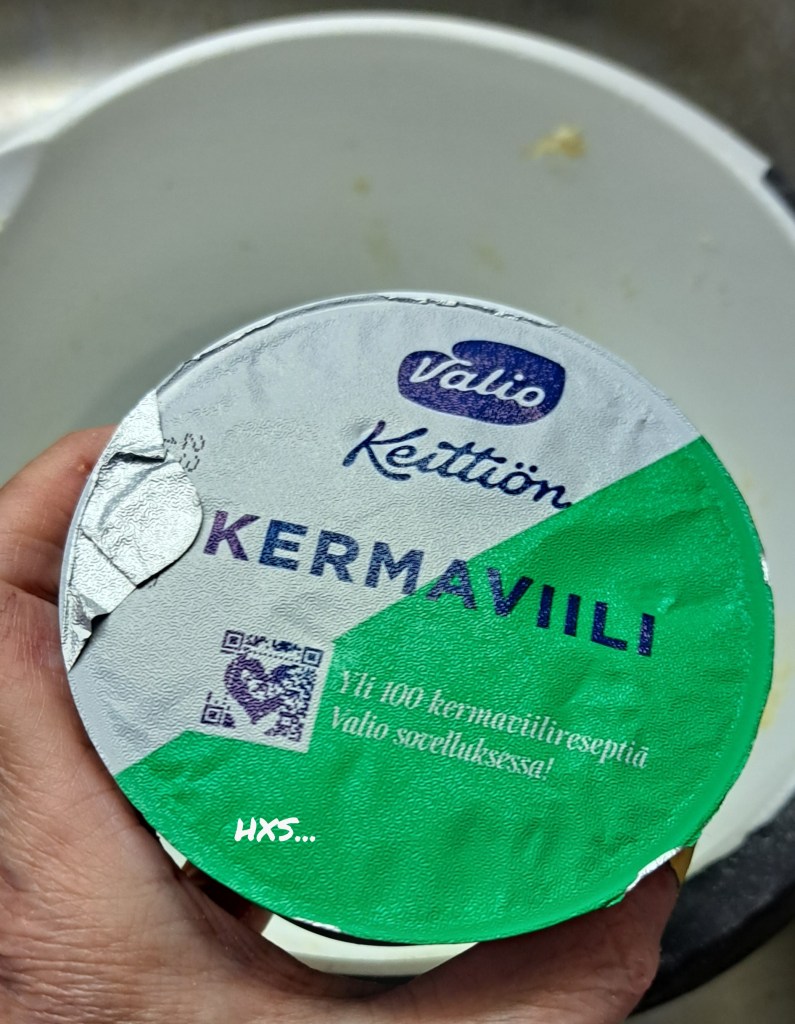 Valio
Keittiön
KERMAVIILI
Yli 100 kermaviilireseptiä
Valio sovelluksessa!
HXS...